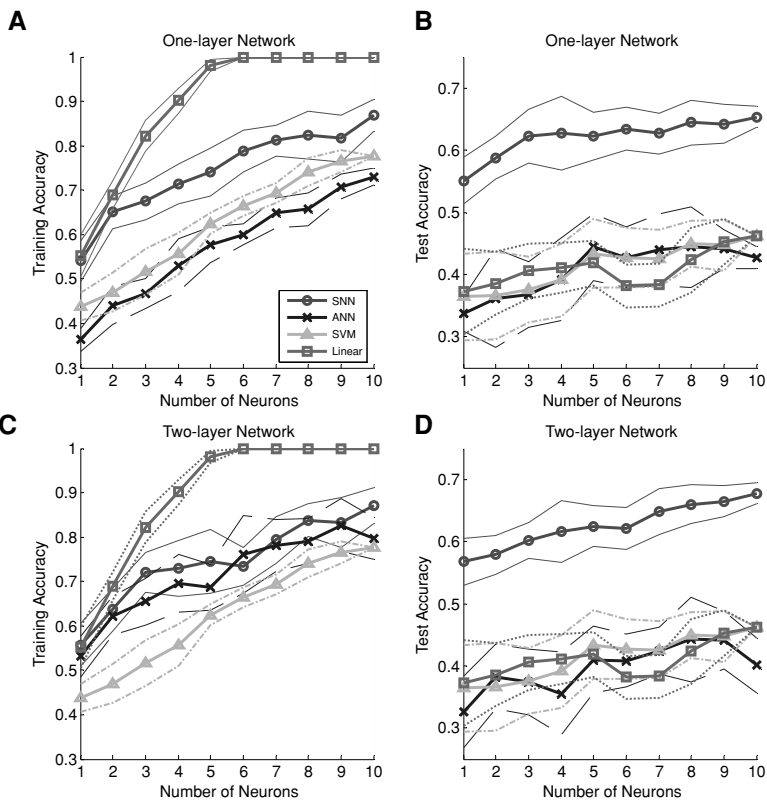 A
One-layer Network
Training Accuracy
1
0.9
0.8
0.7
0.6
0.5
0.4
0.3
SNN
ANN
SVM
Linear
1 2 3 4 5 6 7 8 9 10
Number of Neurons
B
One-layer Network
Test Accuracy
0.7
0.6
0.5
0.4
0.3
1 2 3 4 5 6 7 8 9 10
Number of Neurons
C
Two-layer Network
Training Accuracy
1
0.9
0.8
0.7
0.6
0.5
0.4
0.3
1 2 3 4 5 6 7 8 9 10
Number of Neurons
D
Two-layer Network
Test Accuracy
0.7
0.6
0.5
0.4
0.3
1 2 3 4 5 6 7 8 9 10
Number of Neurons